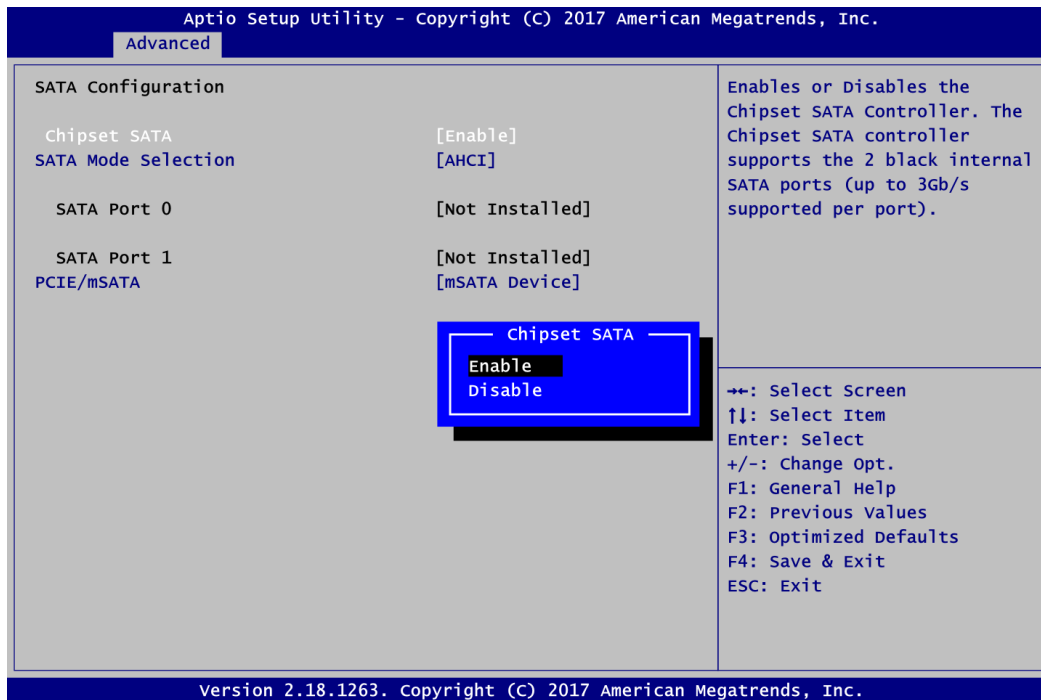 Aptio Setup Utility – Copyright (C) 2017 American Megatrends, Inc.
Advanced
SATA Configuration
Chipset SATA [Enable]
SATA Mode Selection [AHCI]
SATA Port 0 [Not Installed]
SATA Port 1 [Not Installed]
PCIE/mSATA [mSATA Device]
Chipset SATA
Enable
Disable
Enables or Disables the
Chipset SATA Controller. The
Chipset SATA controller
supports the 2 black internal
SATA ports (up to 3Gb/s
supported per port).
→←: Select Screen
↑↓: Select Item
Enter: Select
+/-: Change Opt.
F1: General Help
F2: Previous Values
F3: Optimized Defaults
F4: Save & Exit
ESC: Exit
Version 2.18.1263. Copyright (C) 2017 American Megatrends, Inc.